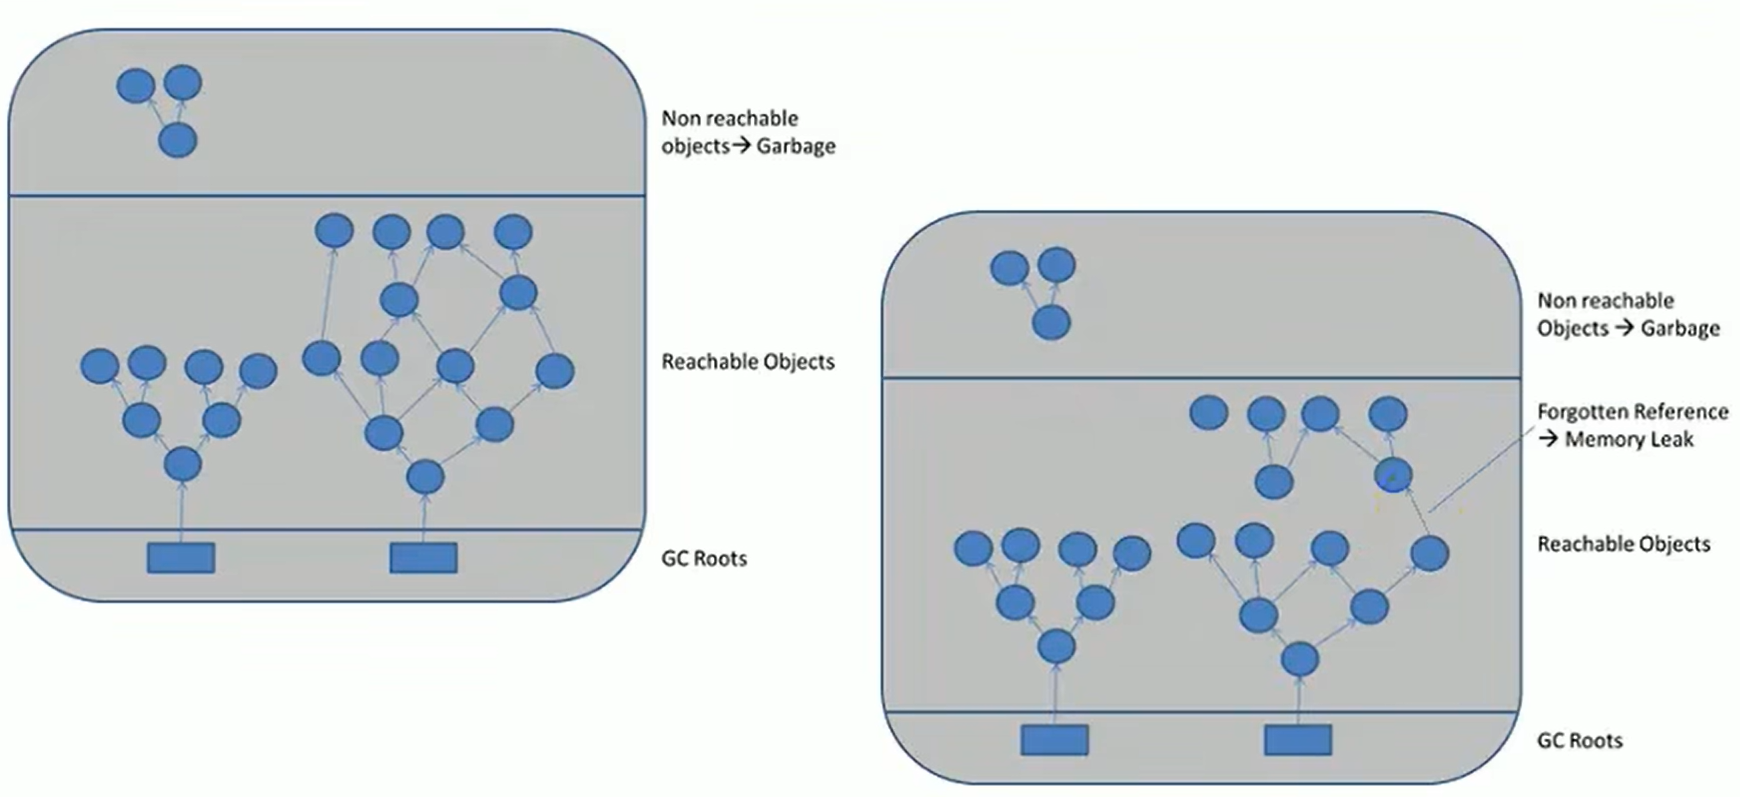 Non reachable
objects→ Garbage
Reachable Objects
GC Roots
Non reachable
Objects → Garbage
Forgotten Reference
→ Memory Leak
Reachable Objects
GC Roots